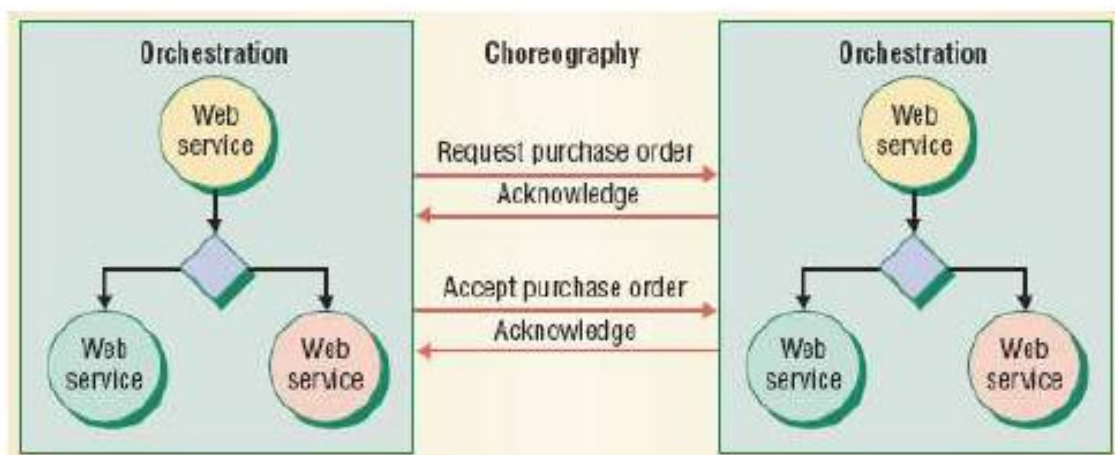 Orchestration
Web
service
Web
service
Web
service
Choreography
Request purchase order
Acknowledge
Accept purchase order
Acknowledge
Orchestration
Web
service
Web
service
Web
service